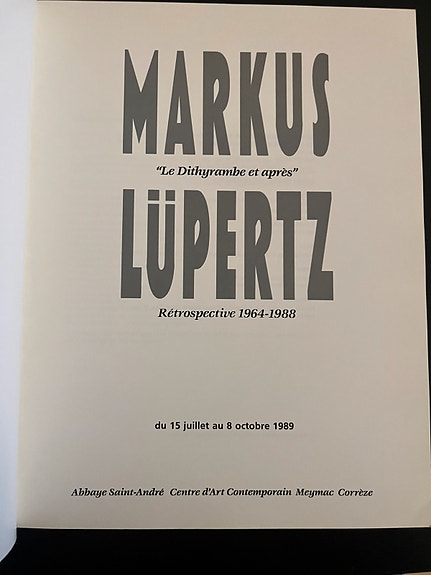 MARKUS
"Le Dithyrambe et après"
LÜPERTZ
Rétrospective 1964-1988
du 15 juillet au 8 octobre 1989
Abbaye Saint-André Centre d'Art Contemporain Meymac Corrèze